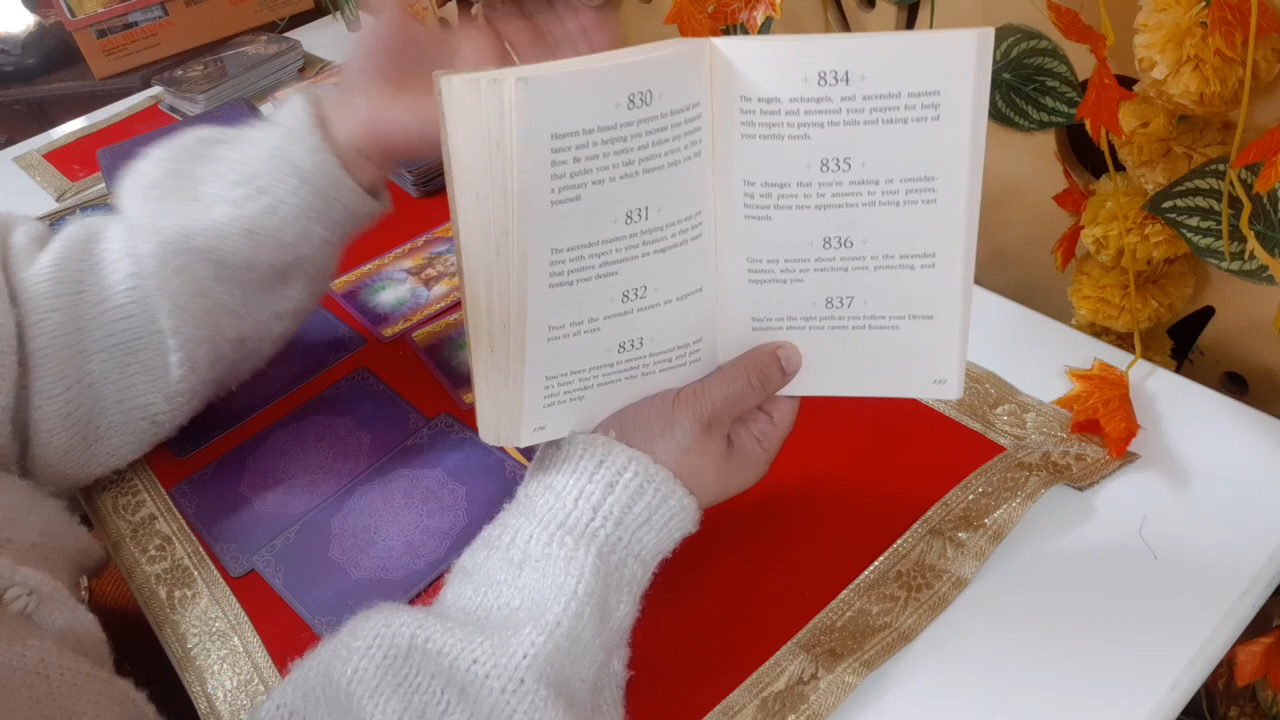 830
Heaven has heard your prayers for financial assis-
tance and is helping you increase your financial
flow. Be sure to notice and follow any intuition
that guides you to take positive action, as this is
a primary way in which Heaven helps you help
yourself.
831
The ascended masters are helping you to stay pos-
itive with respect to your finances, as they know
that positive affirmations are magnetically mani-
festing your desires.
832
Trust that the ascended masters are supporting
you in all ways.
833
You've been praying to receive financial help, and
it's here! You're surrounded by loving and pow-
erful ascended masters who have answered your
call for help.
196
834
The angels, archangels, and ascended masters
have heard and answered your prayers for help
with respect to paying the bills and taking care of
your earthly needs.
835
The changes that you're making or consider-
ing will prove to be answers to your prayers,
because these new approaches will bring you vast
rewards.
836
Give any worries about money to the ascended
masters, who are watching over, protecting, and
supporting you.
837
You're on the right path as you follow your Divine
intuition about your career and finances.
197